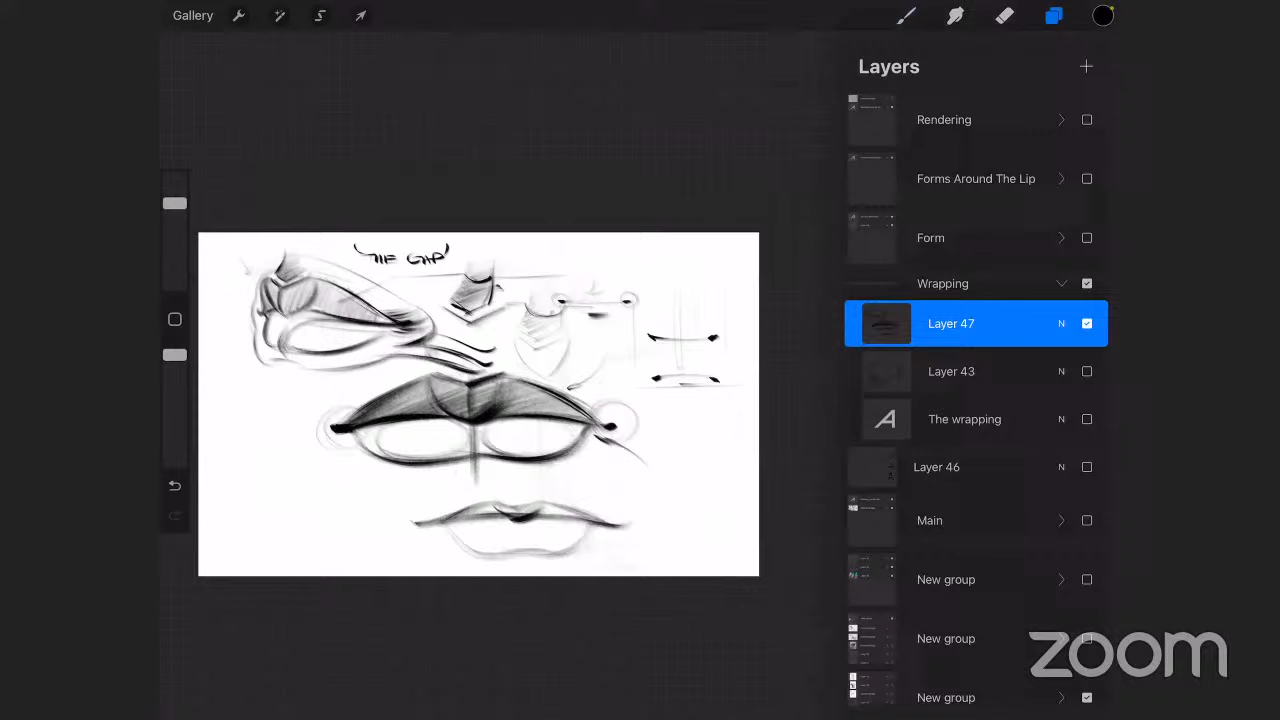 Gallery
Layers
Rendering
Forms Around The Lip
Form
Wrapping
Layer 47 N
Layer 43 N
A The wrapping N
Layer 46 N
Main
New group
New group
New group
zoom